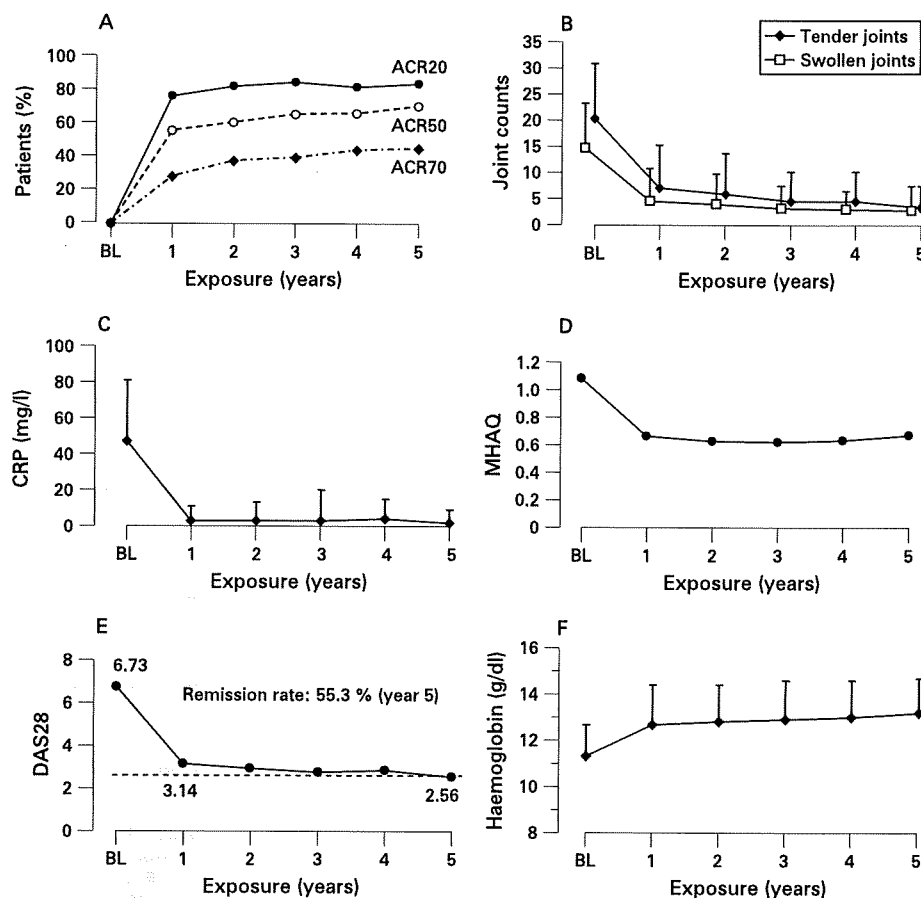 A
Patients (%)
100
80
60
40
20
0
ACR20
ACR50
ACR70
BL 1 2 3 4 5
Exposure (years)
B
Tender joints
Swollen joints
Joint counts
35
30
25
20
15
10
5
0
BL 1 2 3 4 5
Exposure (years)
C
CRP (mg/l)
100
80
60
40
20
0
BL 1 2 3 4 5
Exposure (years)
D
MHAQ
1.2
1.0
0.8
0.6
0.4
0.2
0
BL 1 2 3 4 5
Exposure (years)
E
DAS28
8
6
4
2
0
6.73
Remission rate: 55.3 % (year 5)
3.14
2.56
BL 1 2 3 4 5
Exposure (years)
F
Haemoglobin (g/dl)
16
14
13
12
11
10
8
BL 1 2 3 4 5
Exposure (years)